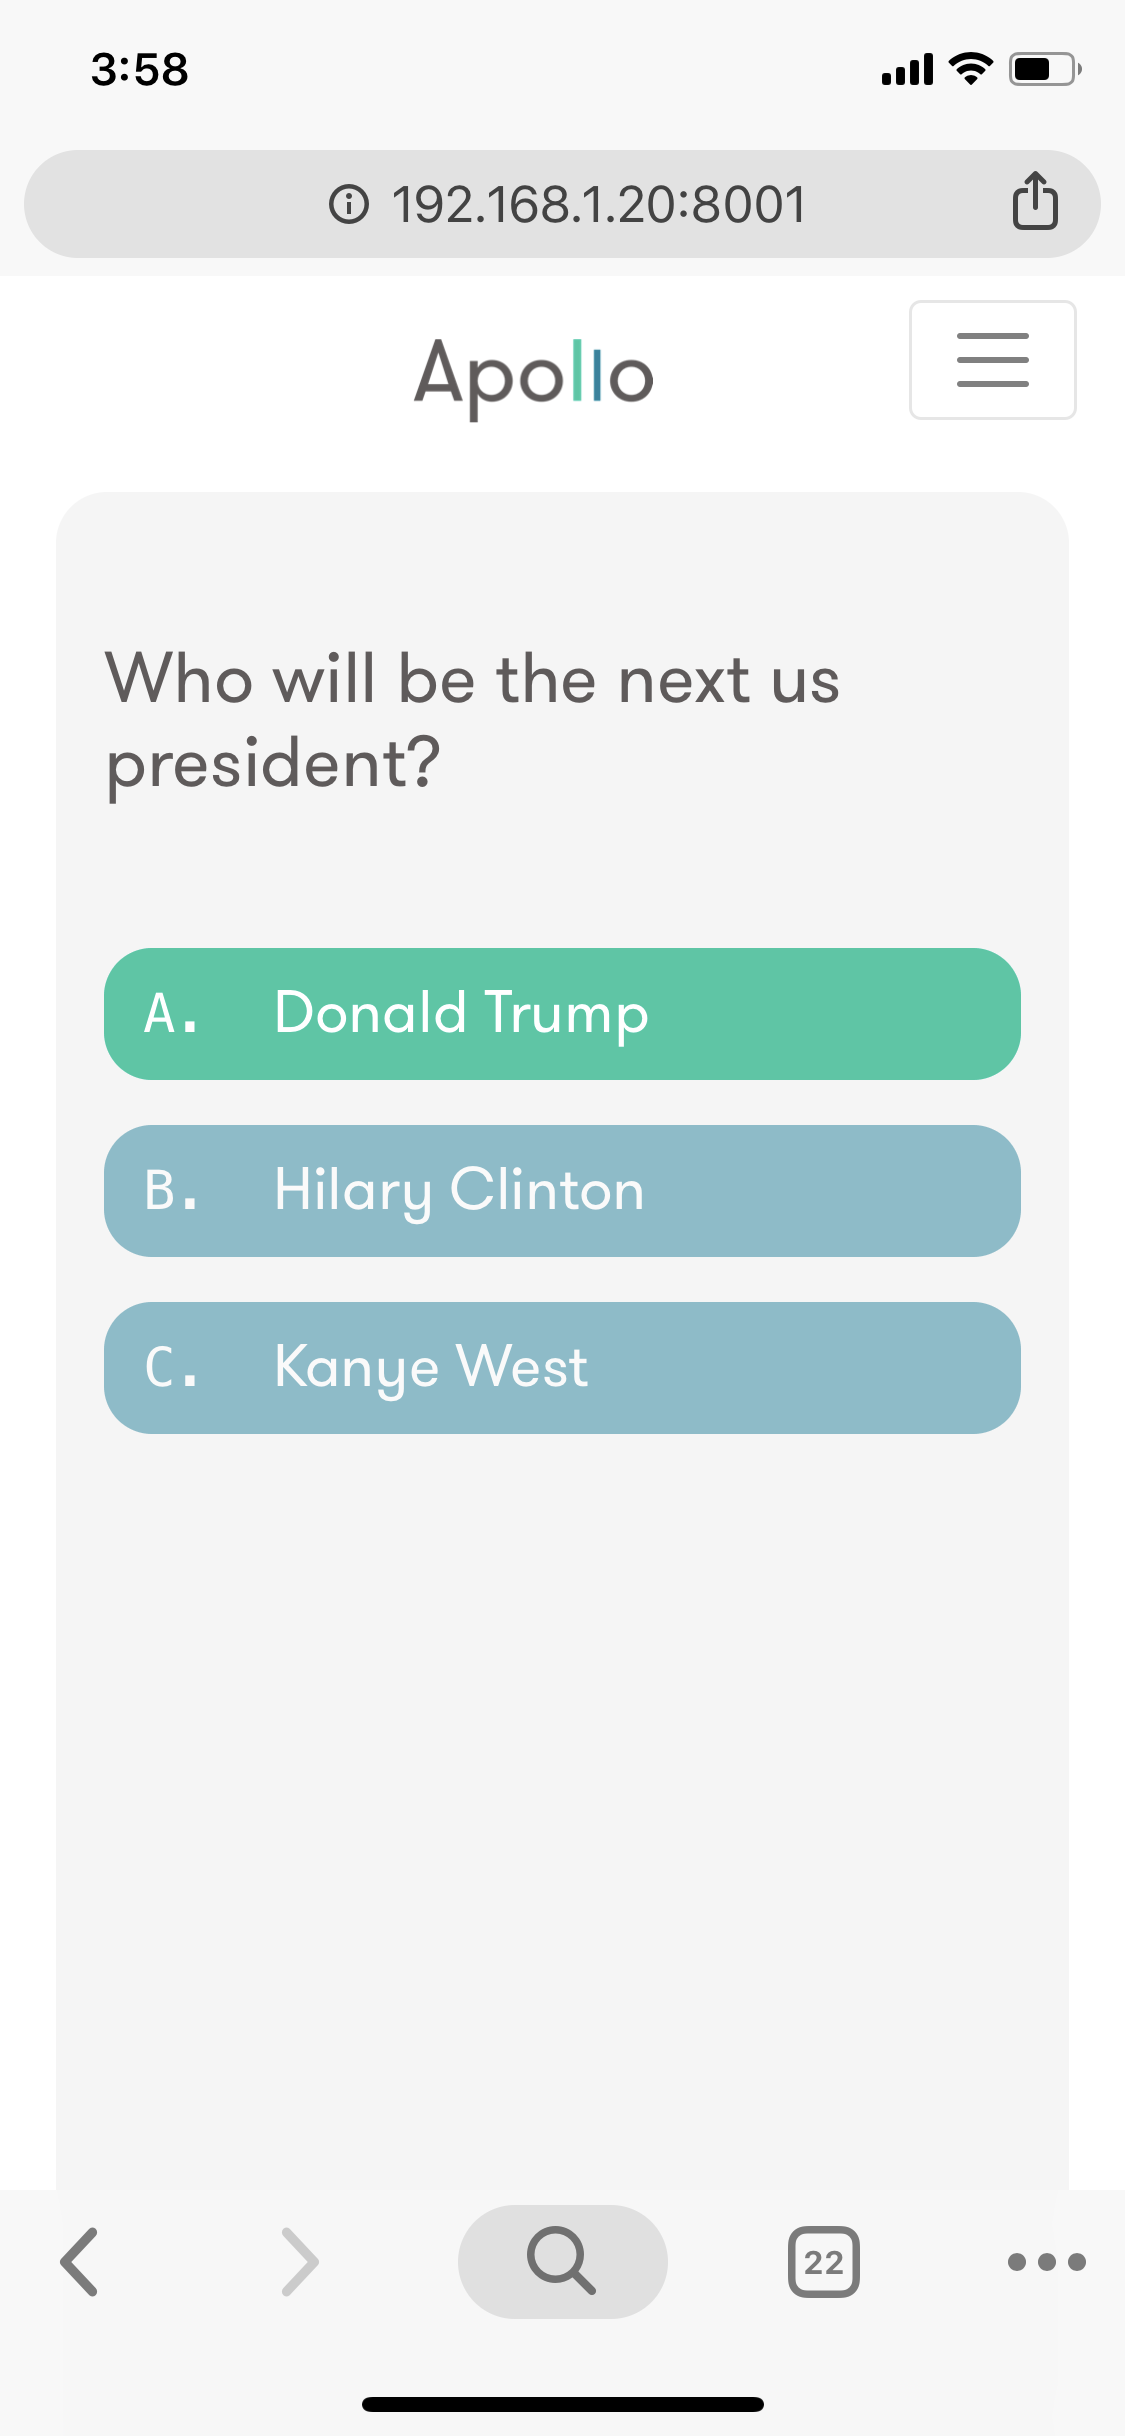 3:58
192.168.1.20:8001
Apollo
Who will be the next us
president?
A. Donald Trump
B. Hilary Clinton
C. Kanye West
22